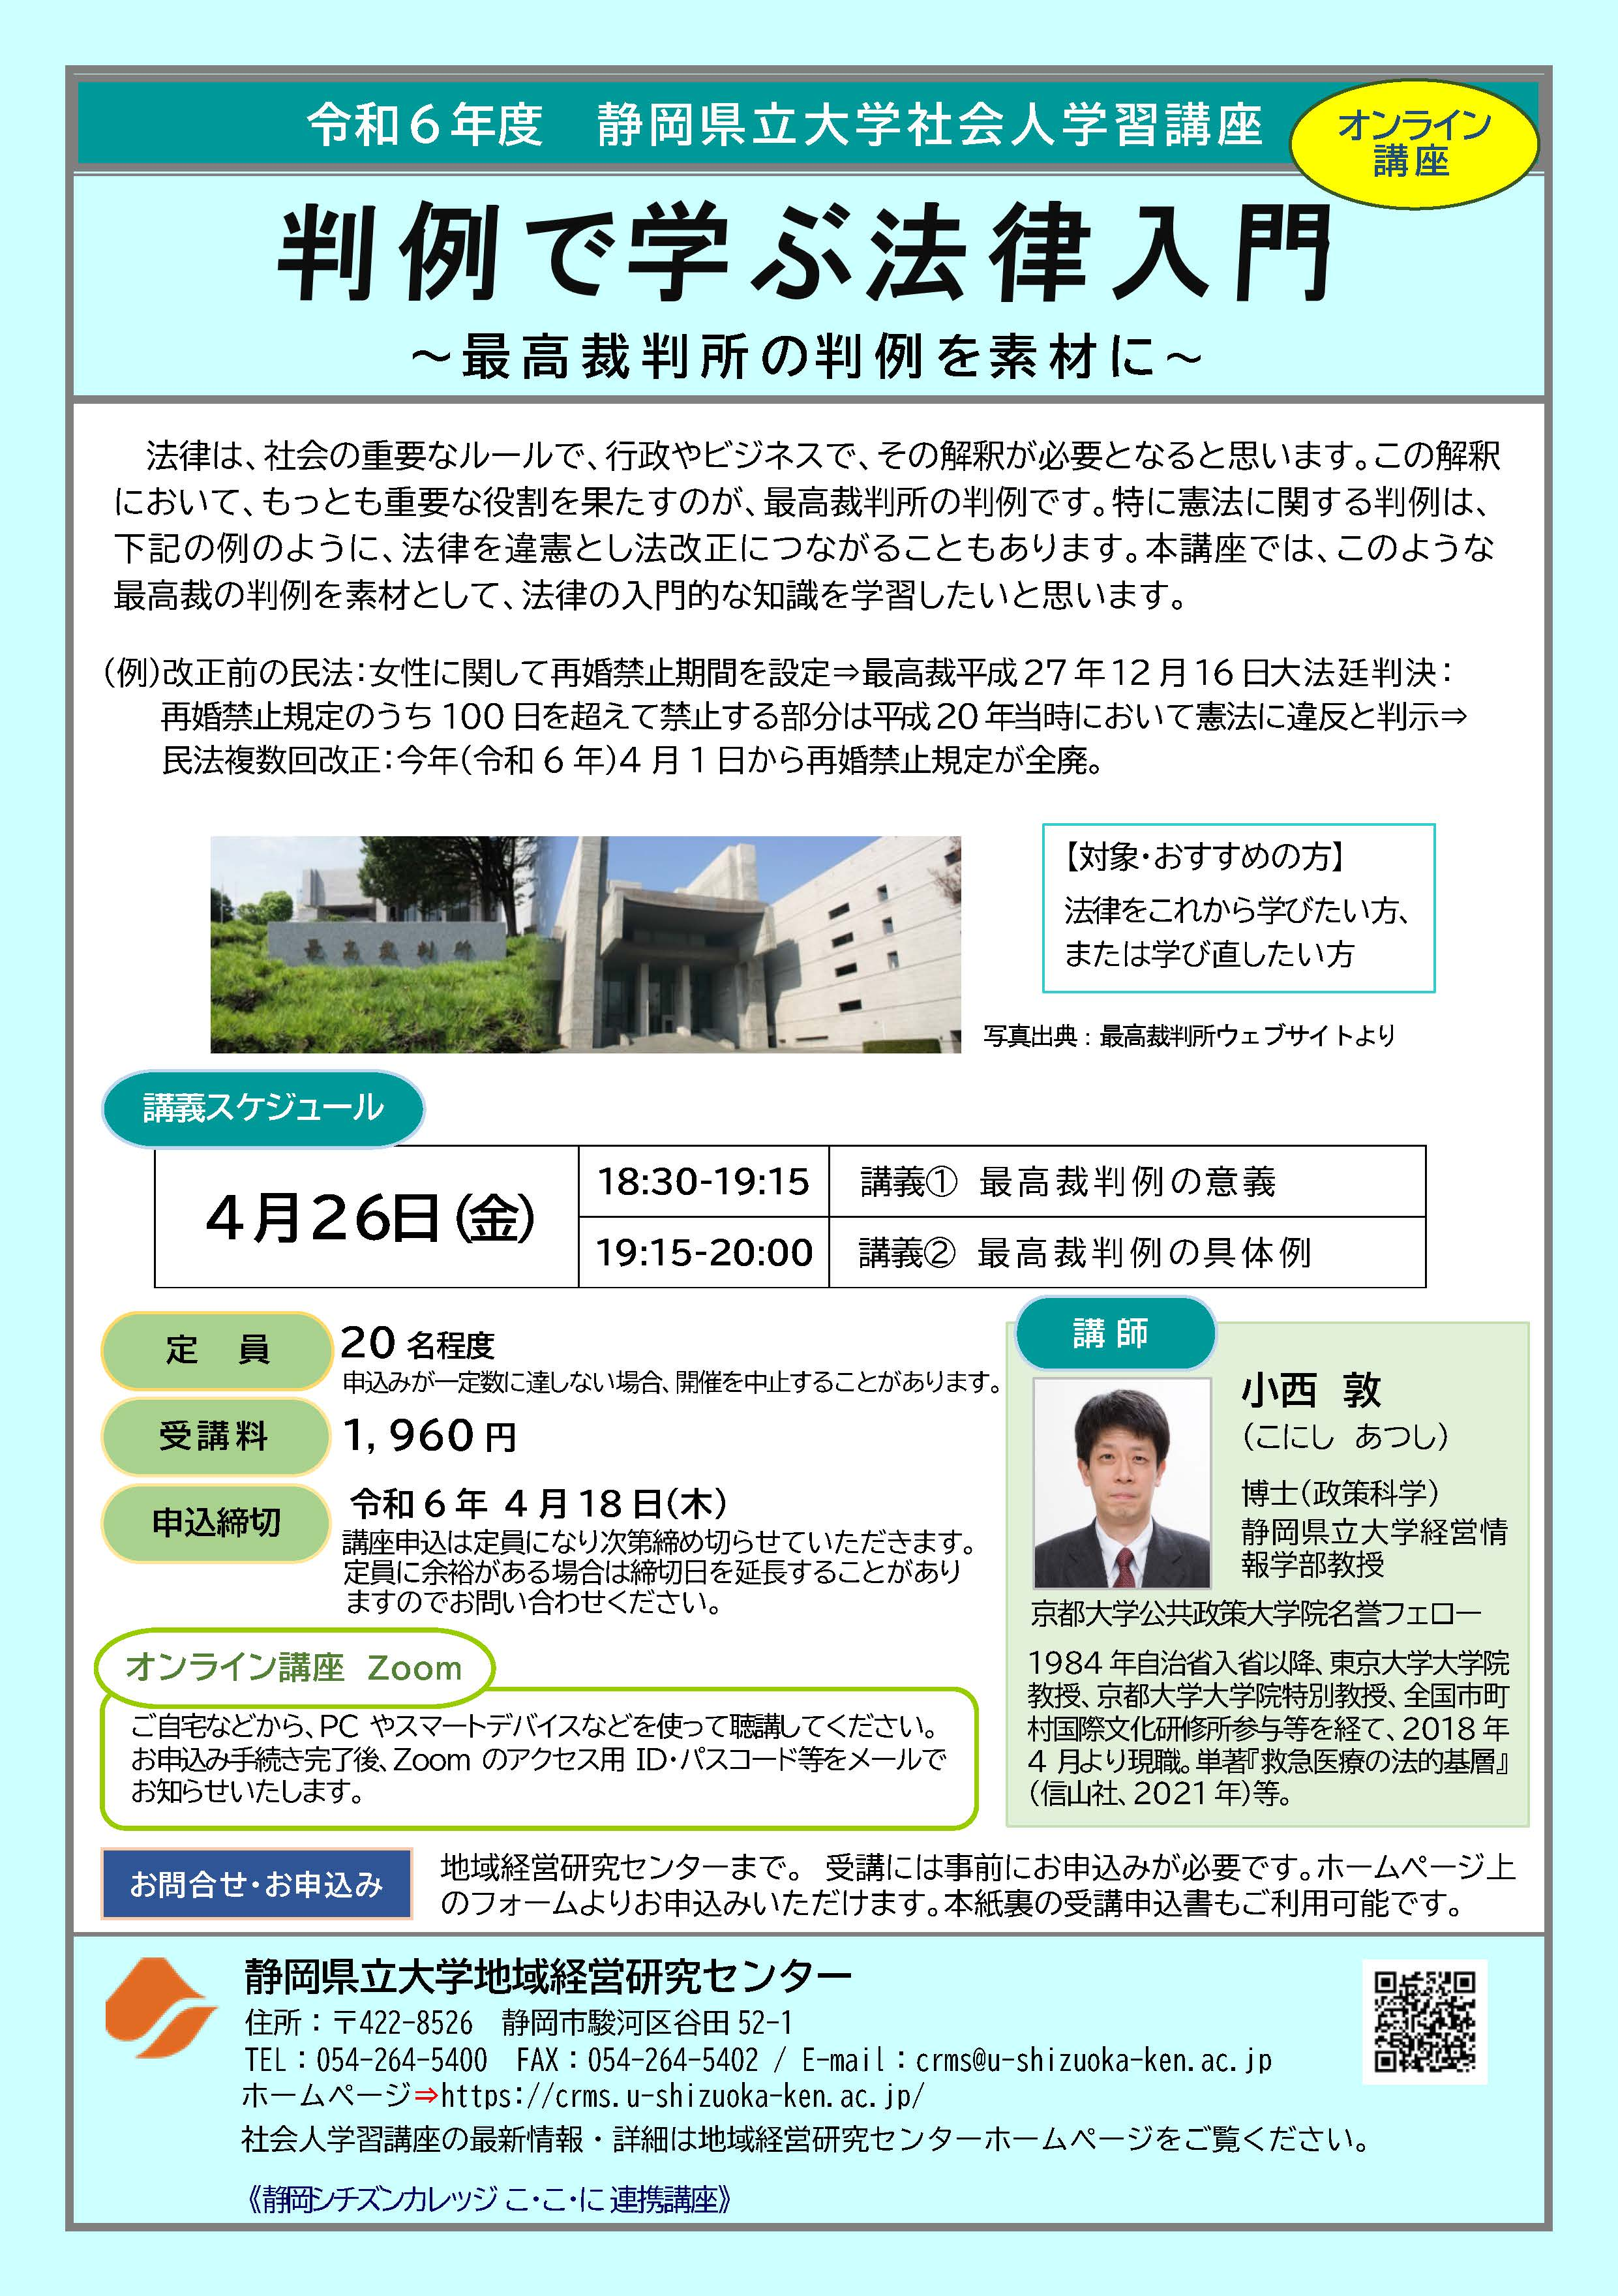 令和6年度　静岡県立大学社会人学習講座
オンライン
講座
判例で学ぶ法律入門
～最高裁判所の判例を素材に～
法律は、社会の重要なルールで、行政やビジネスで、その解釈が必要となると思います。この解釈
において、もっとも重要な役割を果たすのが、最高裁判所の判例です。特に憲法に関する判例は、
下記の例のように、法律を違憲とし法改正につながることもあります。本講座では、このような
最高裁の判例を素材として、法律の入門的な知識を学習したいと思います。
（例）改正前の民法：女性に関して再婚禁止期間を設定⇒最高裁平成27年12月16日大法廷判決：
再婚禁止規定のうち100日を超えて禁止する部分は平成20年当時において憲法に違反と判示⇒
民法複数回改正：今年（令和6年）4月1日から再婚禁止規定が全廃。
最高裁判所
【対象・おすすめの方】
法律をこれから学びたい方、
または学び直したい方
写真出典：最高裁判所ウェブサイトより
講義スケジュール
4月26日（金）
18:30-19:15　講義①　最高裁判例の意義
19:15-20:00　講義②　最高裁判例の具体例
定　員
20名程度
申込みが一定数に達しない場合、開催を中止することがあります。
受講料
1,960円
申込締切
令和6年 4月18日（木）
講座申込は定員になり次第締め切らせていただきます。
定員に余裕がある場合は締切日を延長することがあり
ますのでお問い合わせください。
オンライン講座　Zoom
ご自宅などから、PC やスマートデバイスなどを使って聴講してください。
お申込み手続き完了後、Zoom のアクセス用 ID・パスコード等をメールで
お知らせいたします。
講師
小西　敦
（こにし　あつし）
博士（政策科学）
静岡県立大学経営情
報学部教授
京都大学公共政策大学院名誉フェロー
1984年自治省入省以降、東京大学大学院
教授、京都大学大学院特別教授、全国市町
村国際文化研修所参与等を経て、2018年
4月より現職。単著『救急医療の法的基層』
（信山社、2021年）等。
お問合せ・お申込み
地域経営研究センターまで。　受講には事前にお申込みが必要です。ホームページ上
のフォームよりお申込みいただけます。本紙裏の受講申込書もご利用可能です。
静岡県立大学地域経営研究センター
住所：〒422-8526　静岡市駿河区谷田52-1
TEL：054-264-5400　FAX：054-264-5402 / E-mail：crms@u-shizuoka-ken.ac.jp
ホームページ⇒https://crms.u-shizuoka-ken.ac.jp/
社会人学習講座の最新情報・詳細は地域経営研究センターホームページをご覧ください。
《静岡シチズンカレッジ こ・こ・に 連携講座》